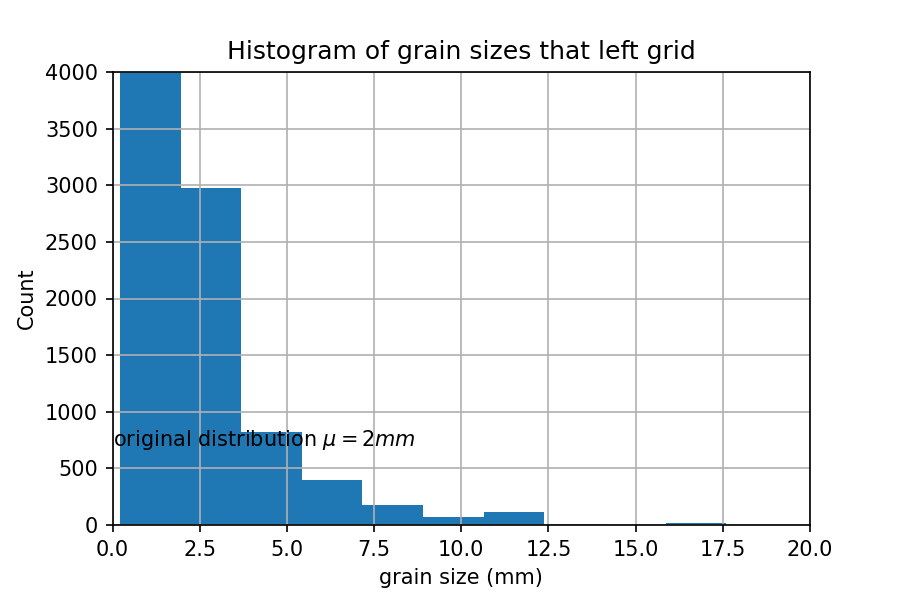 Histogram of grain sizes that left grid
4000
3500
3000
2500
2000
1500
1000
500
0
Count
original distribution μ = 2mm
0.0 2.5 5.0 7.5 10.0 12.5 15.0 17.5 20.0
grain size (mm)